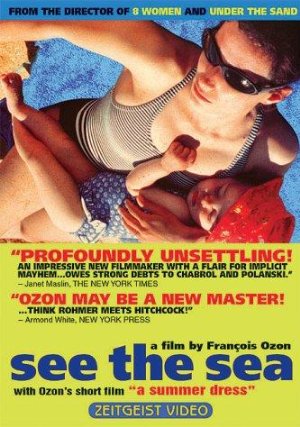 FROM THE DIRECTOR OF 8 WOMEN AND UNDER THE SAND
"PROFOUNDLY UNSETTLING!
AN IMPRESSIVE NEW FILMMAKER WITH A FLAIR FOR IMPLICIT
MAYHEM...OWES STRONG DEBTS TO CHABROL AND POLANSKI."
– Janet Maslin, THE NEW YORK TIMES
"OZON MAY BE A NEW MASTER!
...THINK ROHMER MEETS HITCHCOCK!"
– Armond White, NEW YORK PRESS
a film by François Ozon
see the sea
with Ozon's short film "a summer dress"
ZEITGEIST VIDEO